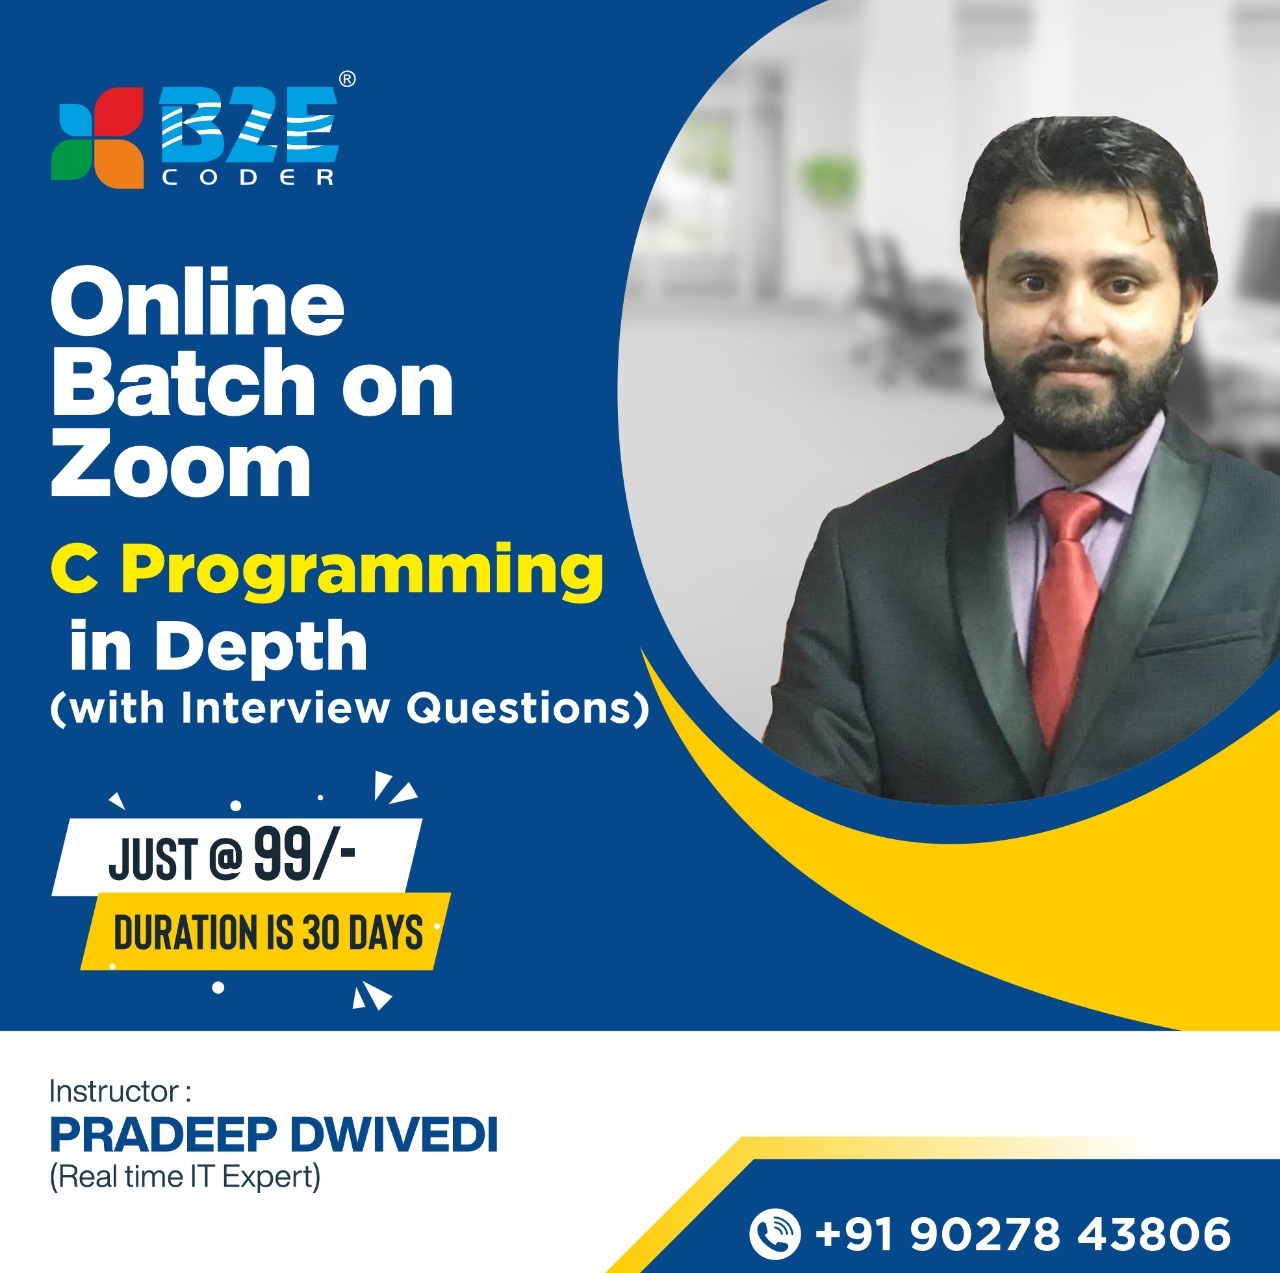 B2E®
CODER
Online
Batch on
Zoom
C Programming
in Depth
(with Interview Questions)
JUST @ 99/-
DURATION IS 30 DAYS
Instructor :
PRADEEP DWIVEDI
(Real time IT Expert)
+91 90278 43806